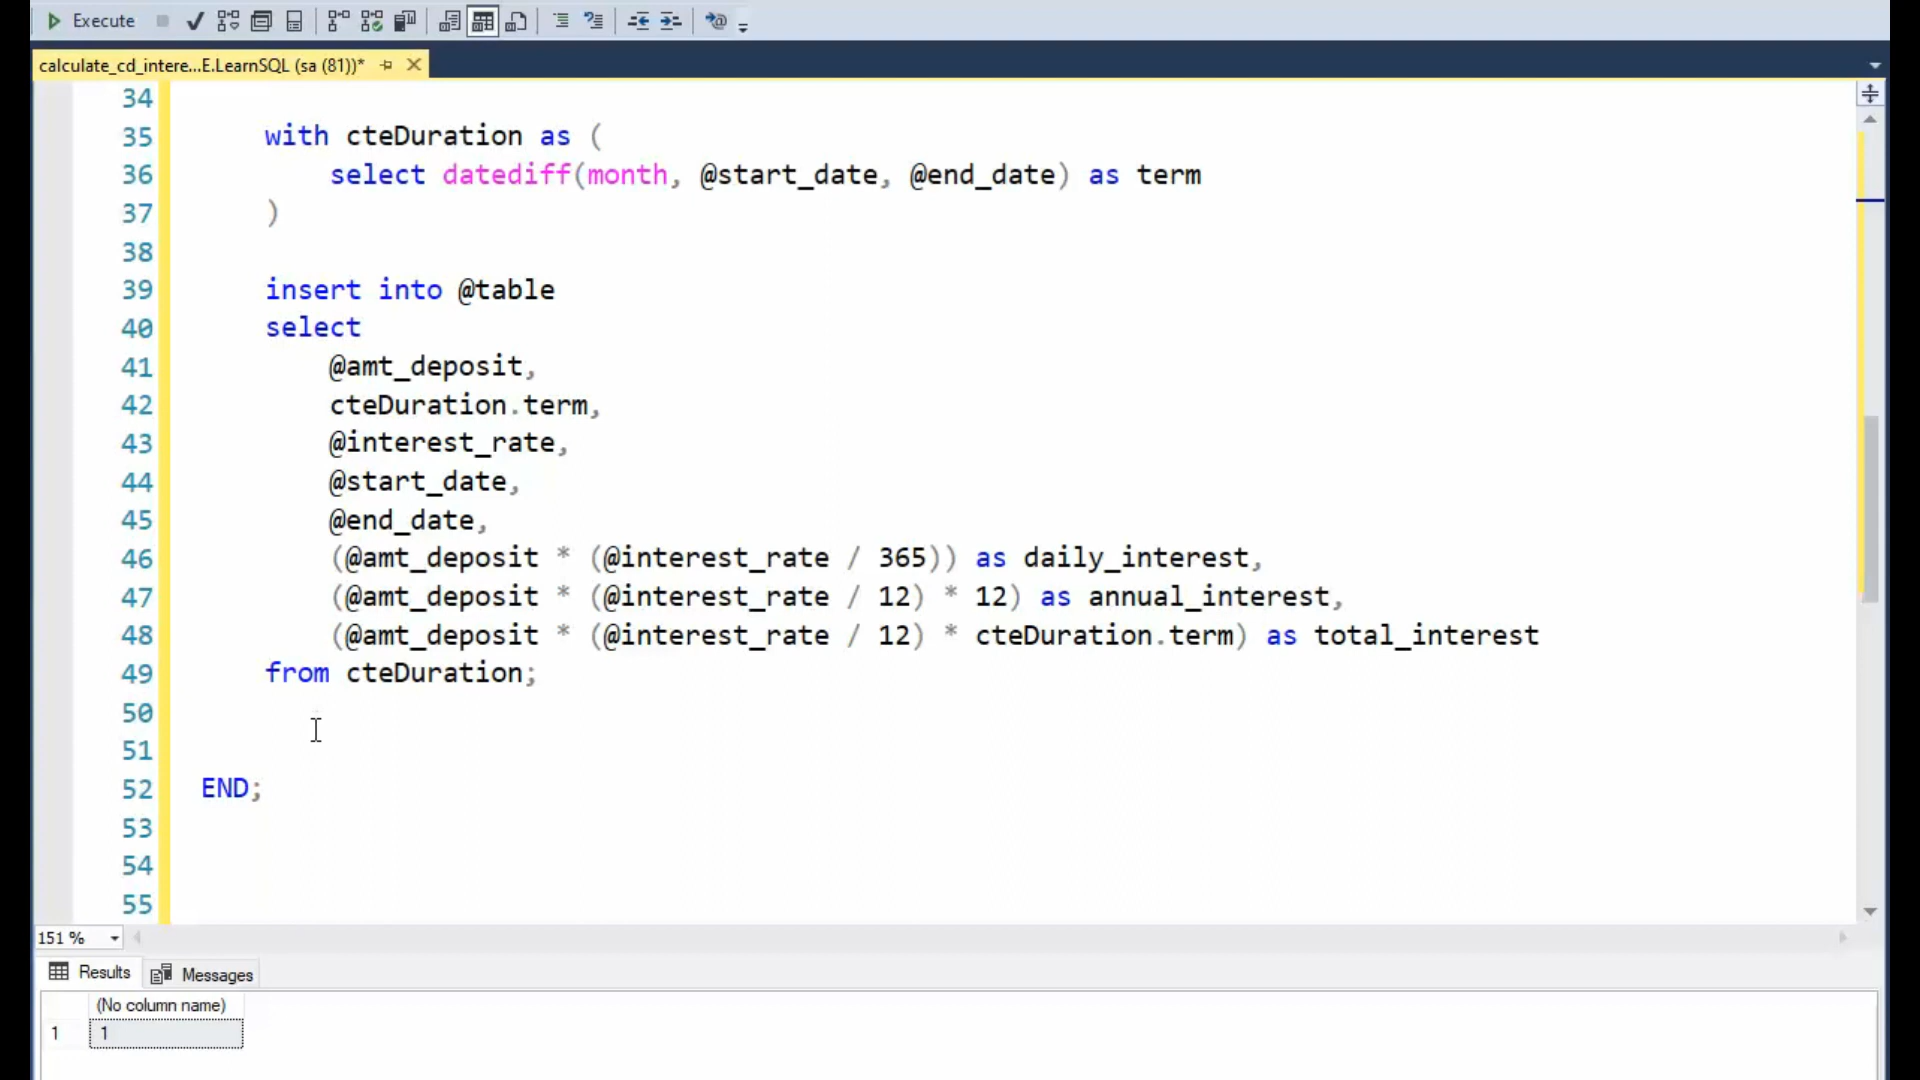 Execute
calculate_cd_intere...E.LearnSQL (sa (81))*
34
35 with cteDuration as (
36 select datediff(month, @start_date, @end_date) as term
37 )
38
39 insert into @table
40 select
41 @amt_deposit,
42 cteDuration.term,
43 @interest_rate,
44 @start_date,
45 @end_date,
46 (@amt_deposit * (@interest_rate / 365)) as daily_interest,
47 (@amt_deposit * (@interest_rate / 12) * 12) as annual_interest,
48 (@amt_deposit * (@interest_rate / 12) * cteDuration.term) as total_interest
49 from cteDuration;
50
51
52 END;
53
54
55
151 %
Results Messages
(No column name)
1 1